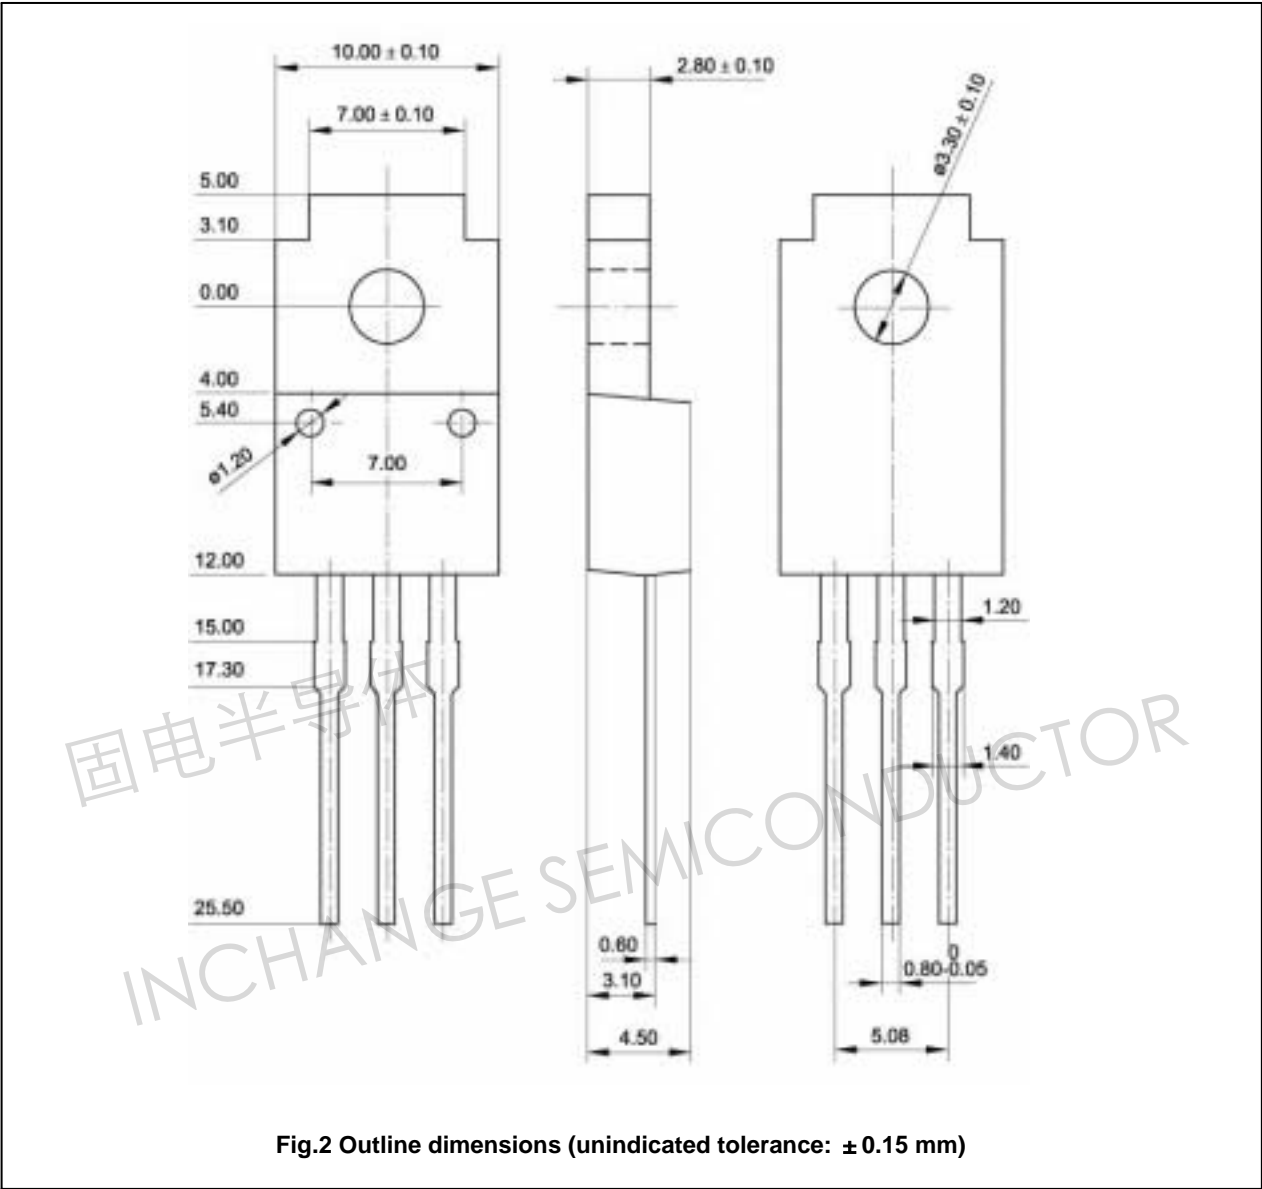 10.00 ± 0.10
2.80 ± 0.10
7.00 ± 0.10
ø3.30 ± 0.10
5.00
3.10
0.00
4.00
5.40
ø1.20
7.00
12.00
15.00
17.30
1.20
1.40
25.50
0.60
3.10
4.50
0
0.80-0.05
5.08
固电半导体
INCHANGE SEMICONDUCTOR
Fig.2 Outline dimensions (unindicated tolerance: ± 0.15 mm)